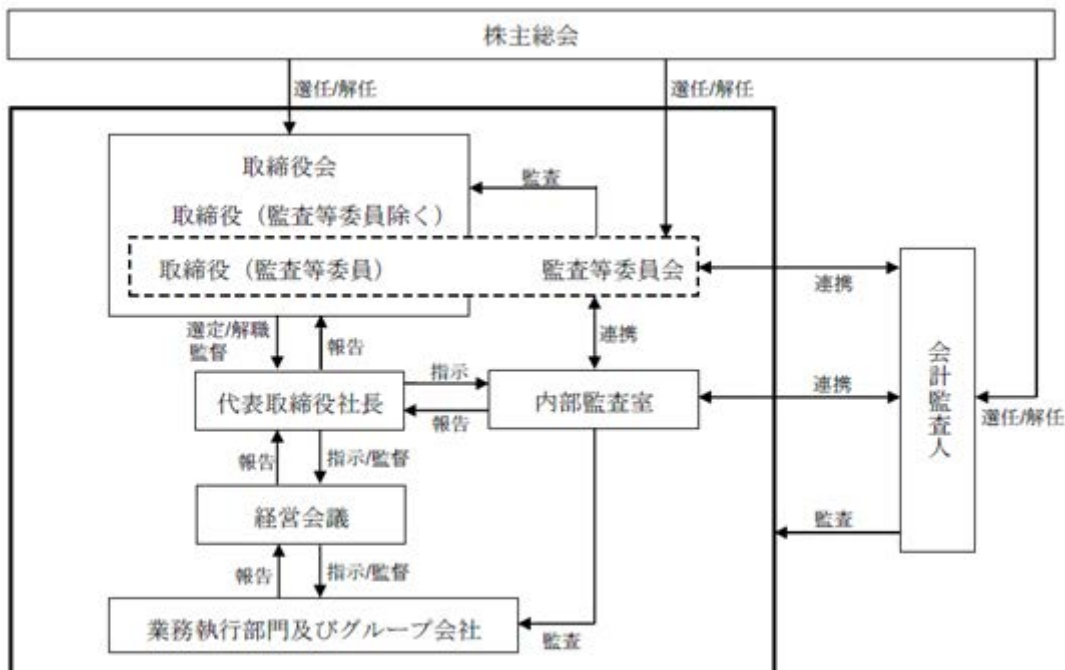 株主総会
選任/解任
選任/解任
取締役会
監査
取締役（監査等委員除く）
取締役（監査等委員）
監査等委員会
連携
選定/解職
監督
報告
連携
指示
代表取締役社長
内部監査室
連携
会計監査人
選任/解任
報告
報告
指示/監督
経営会議
監査
報告
指示/監督
業務執行部門及びグループ会社
監査